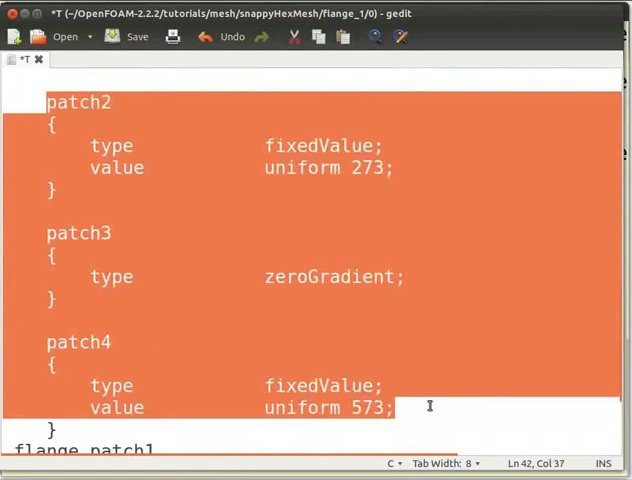 *T (~/OpenFOAM-2.2.2/tutorials/mesh/snappyHexMesh/flange_1/0) - gedit
Open Save Undo
*T
patch2
{
type fixedValue;
value uniform 273;
}
patch3
{
type zeroGradient;
}
patch4
{
type fixedValue;
value uniform 573;
}
flange_patch1
C Tab Width: 8 Ln 42, Col 37 INS